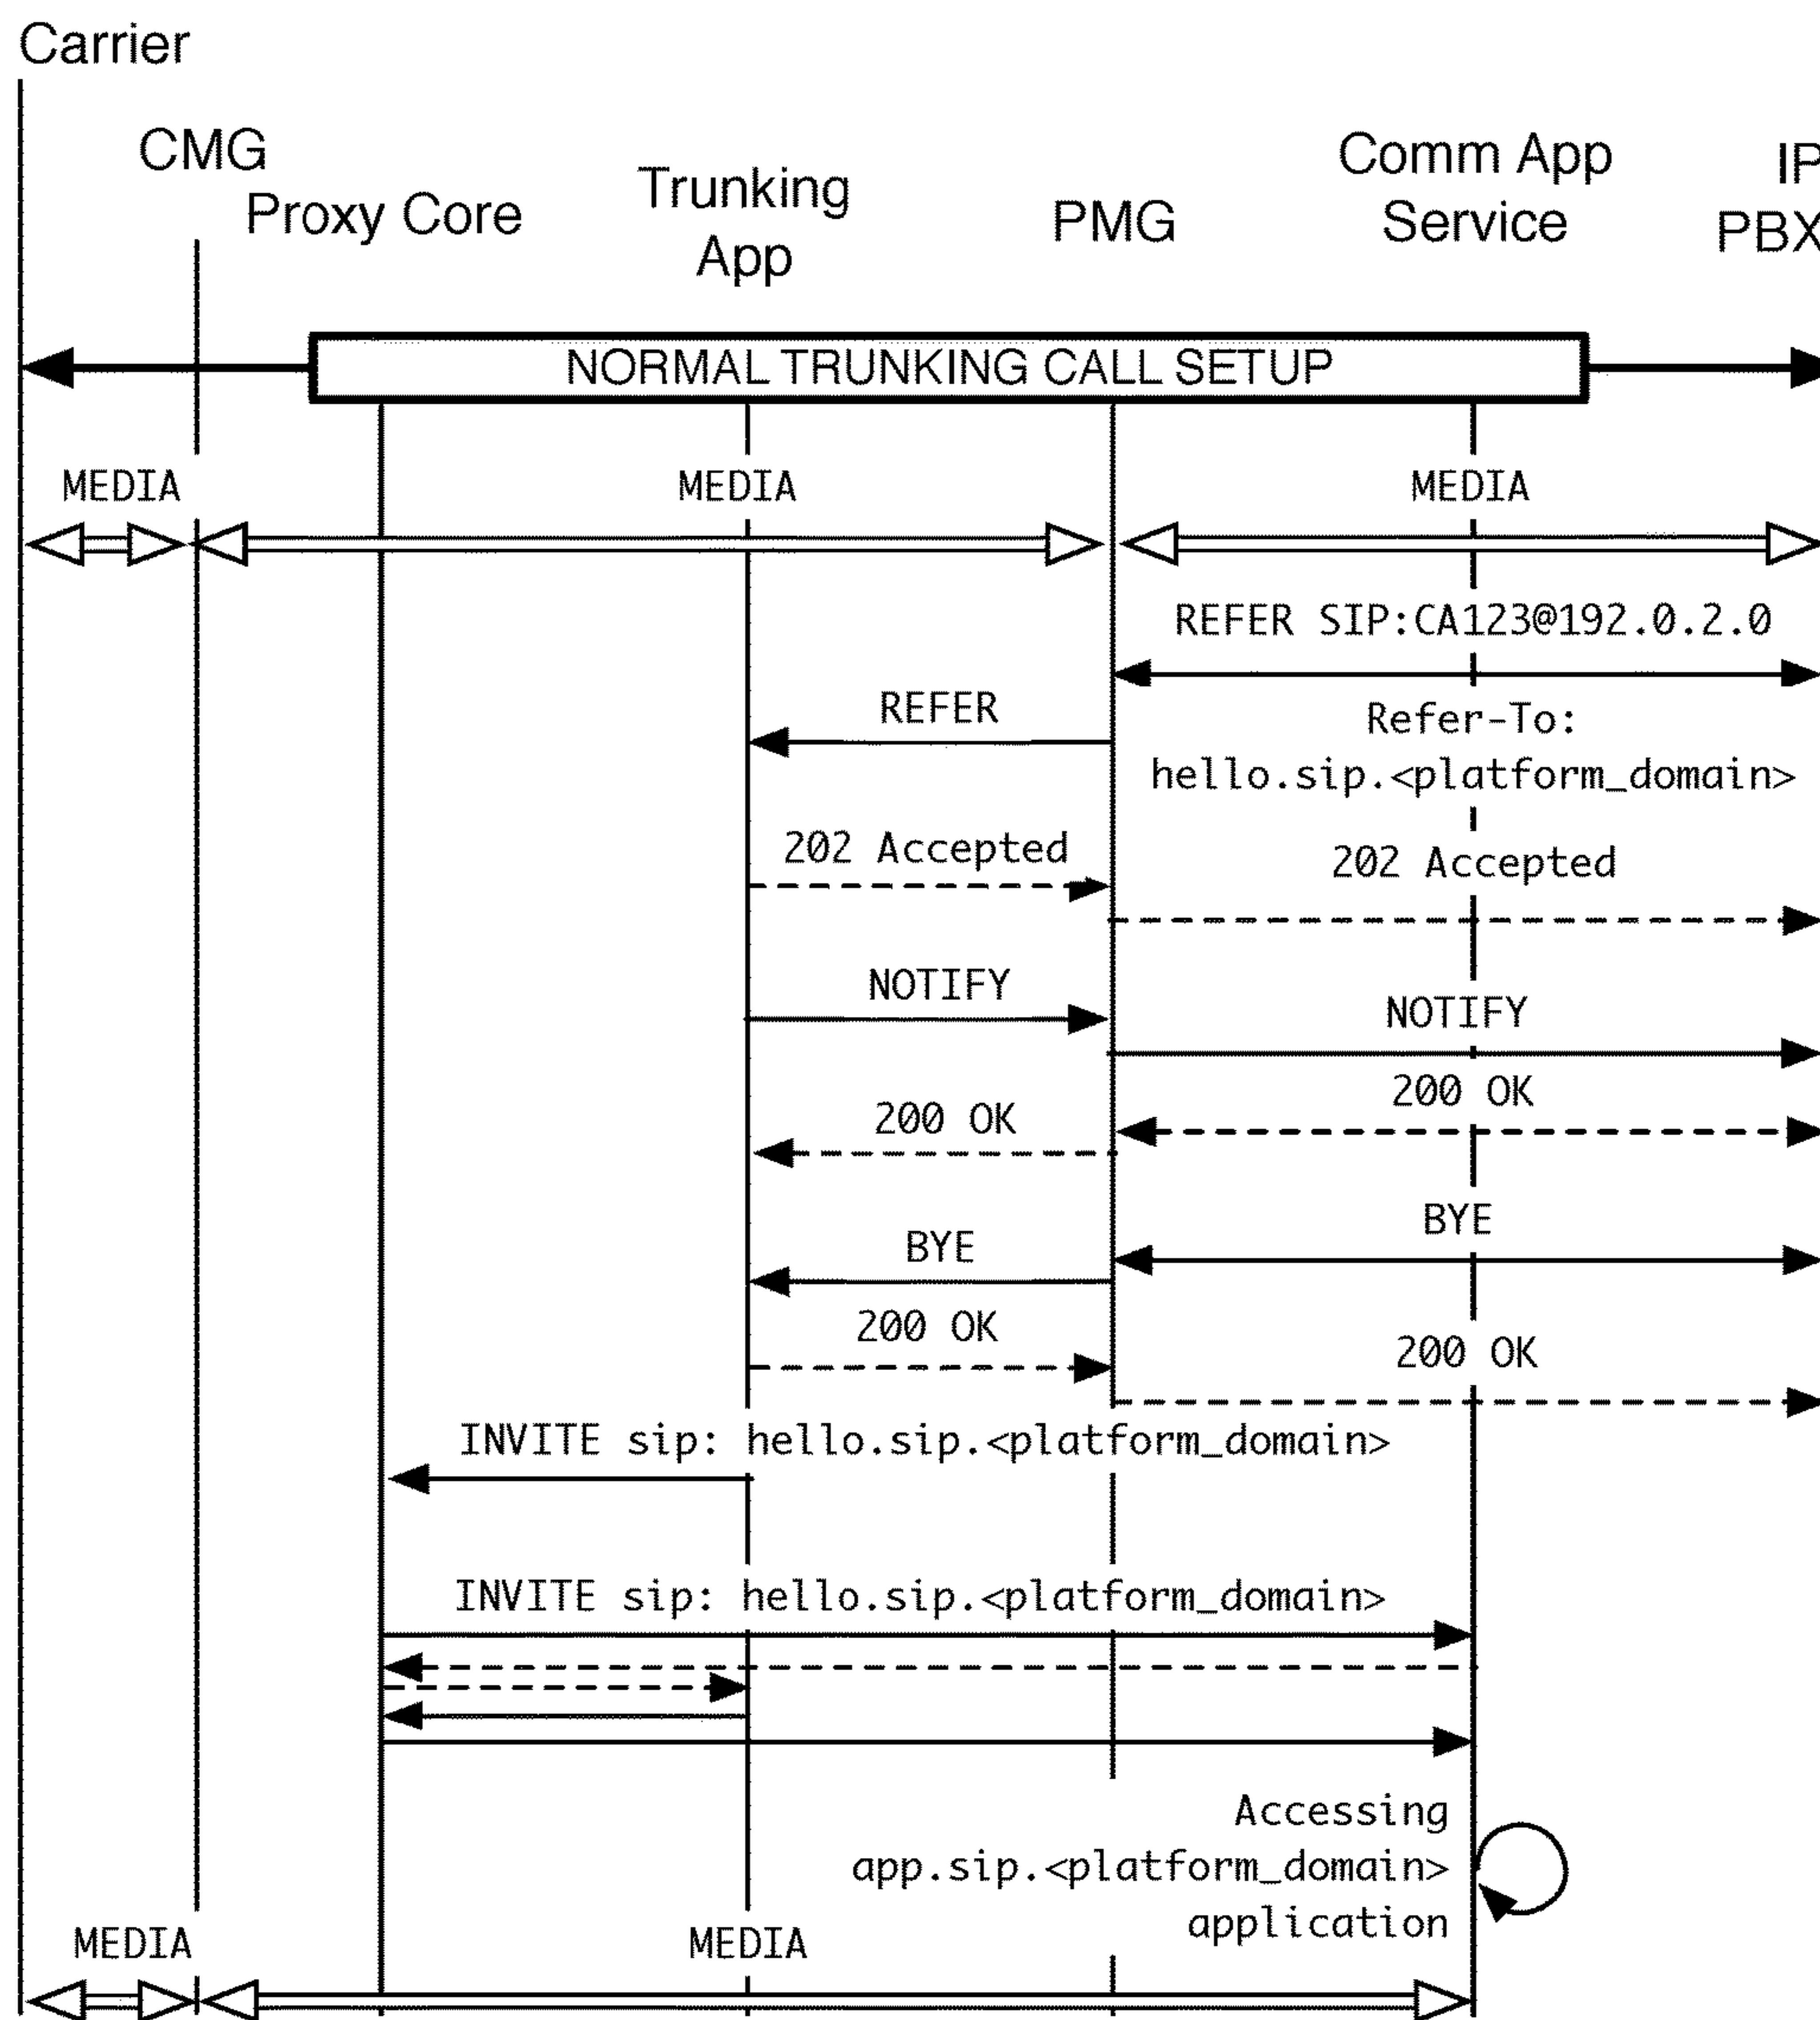 Carrier
CMG
Proxy Core
Trunking
App
PMG
Comm App
Service
IP
PBX
NORMAL TRUNKING CALL SETUP
MEDIA
MEDIA
MEDIA
REFER SIP:CA123@192.0.2.0
REFER
Refer-To:
hello.sip.<platform_domain>
202 Accepted
202 Accepted
NOTIFY
NOTIFY
200 OK
200 OK
BYE
BYE
200 OK
200 OK
INVITE sip: hello.sip.<platform_domain>
INVITE sip: hello.sip.<platform_domain>
Accessing
app.sip.<platform_domain>
application
MEDIA
MEDIA